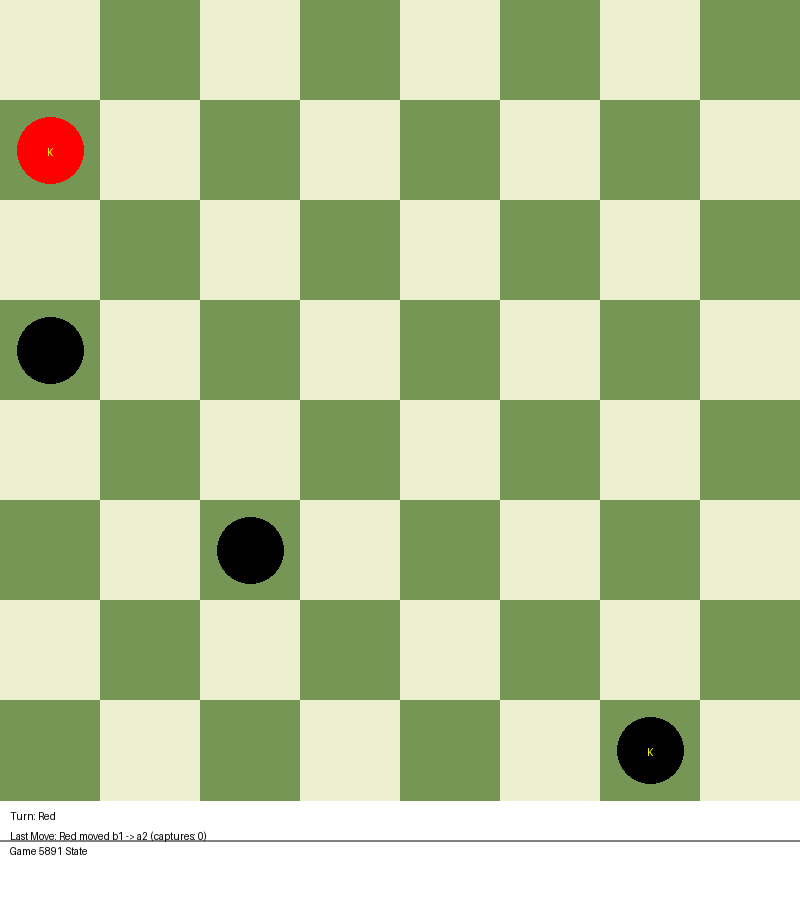 K
K
Turn: Red
Last Move: Red moved b1 -> a2 (captures: 0)
Game 5891 State